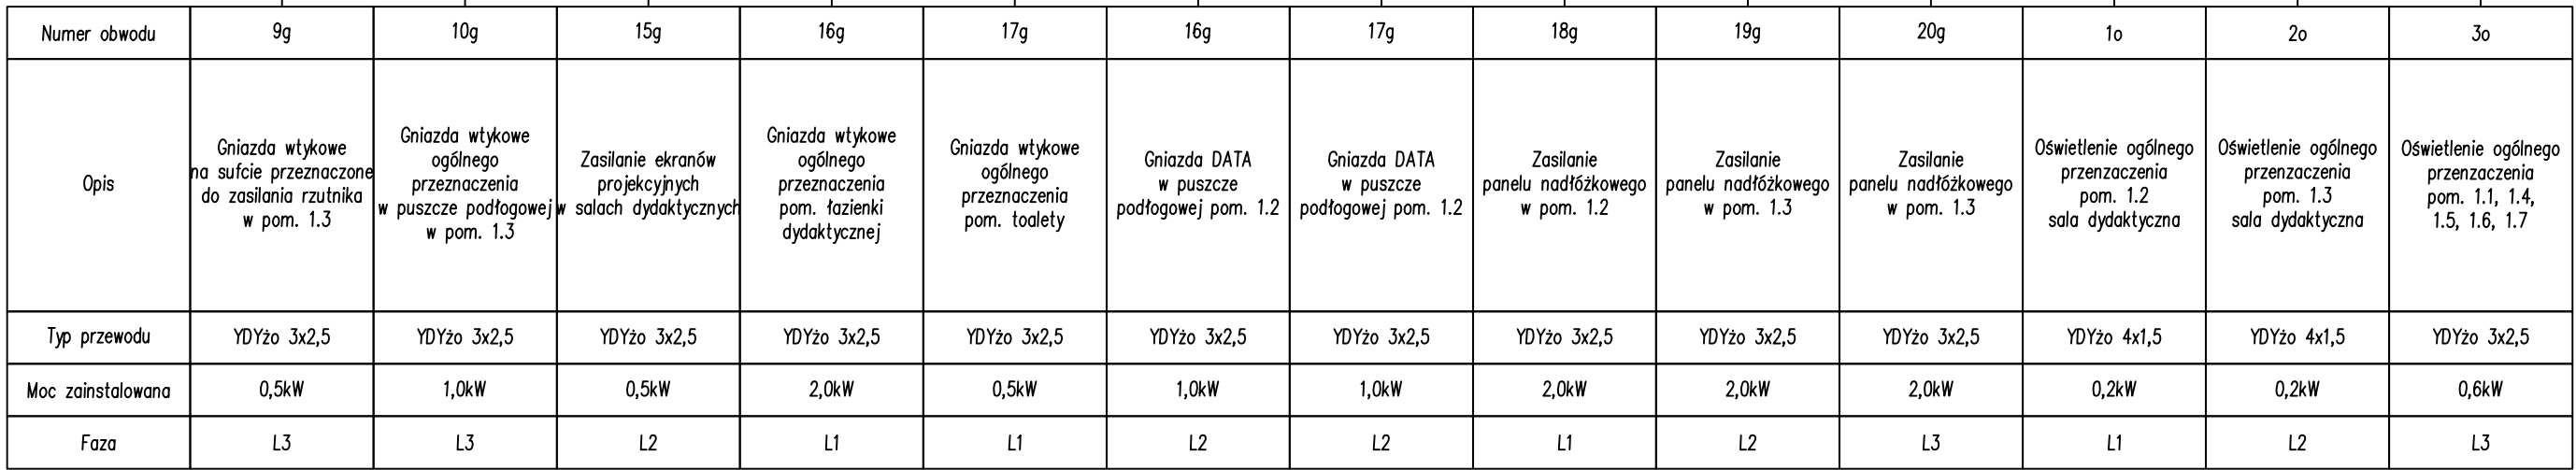 Numer obwodu 9g 10g 15g 16g 17g 16g 17g 18g 19g 20g 1o 2o 3o
Opis
Gniazda wtykowe
na sufcie przeznaczone
do zasilania rzutnika
w pom. 1.3
Gniazda wtykowe
ogólnego
przeznaczenia
w puszcze podłogowej
w pom. 1.3
Zasilanie ekranów
projekcyjnych
w salach dydaktycznych
Gniazda wtykowe
ogólnego
przeznaczenia
pom. łazienki
dydaktycznej
Gniazda wtykowe
ogólnego
przeznaczenia
pom. toalety
Gniazda DATA
w puszcze
podłogowej pom. 1.2
Gniazda DATA
w puszcze
podłogowej pom. 1.2
Zasilanie
panelu nadłóżkowego
w pom. 1.2
Zasilanie
panelu nadłóżkowego
w pom. 1.3
Zasilanie
panelu nadłóżkowego
w pom. 1.3
Oświetlenie ogólnego
przenzaczenia
pom. 1.2
sala dydaktyczna
Oświetlenie ogólnego
przenzaczenia
pom. 1.3
sala dydaktyczna
Oświetlenie ogólnego
przenzaczenia
pom. 1.1, 1.4,
1.5, 1.6, 1.7
Typ przewodu YDYżo 3x2,5 YDYżo 3x2,5 YDYżo 3x2,5 YDYżo 3x2,5 YDYżo 3x2,5 YDYżo 3x2,5 YDYżo 3x2,5 YDYżo 3x2,5 YDYżo 3x2,5 YDYżo 3x2,5 YDYżo 4x1,5 YDYżo 4x1,5 YDYżo 3x2,5
Moc zainstalowana 0,5kW 1,0kW 0,5kW 2,0kW 0,5kW 1,0kW 1,0kW 2,0kW 2,0kW 2,0kW 0,2kW 0,2kW 0,6kW
Faza L3 L3 L2 L1 L1 L2 L2 L1 L2 L3 L1 L2 L3